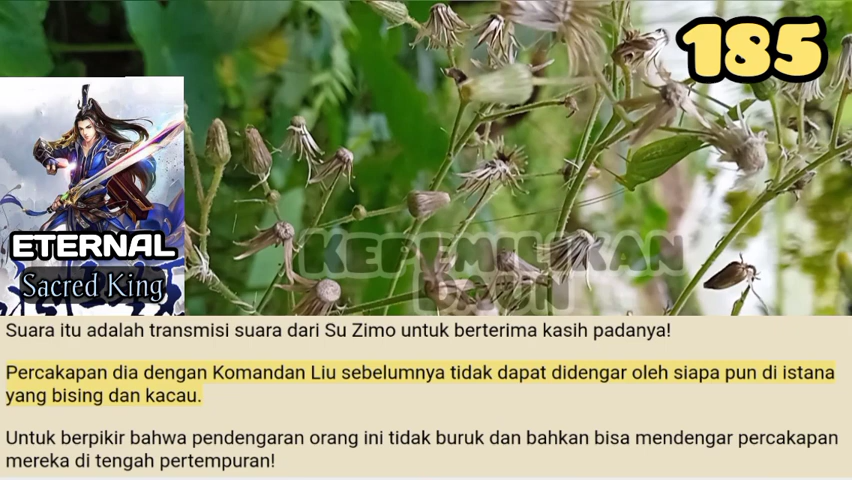 185
ETERNAL
Sacred King
KEPEMILIKAN
DAUN
Suara itu adalah transmisi suara dari Su Zimo untuk berterima kasih padanya!
Percakapan dia dengan Komandan Liu sebelumnya tidak dapat didengar oleh siapa pun di istana
yang bising dan kacau.
Untuk berpikir bahwa pendengaran orang ini tidak buruk dan bahkan bisa mendengar percakapan
mereka di tengah pertempuran!